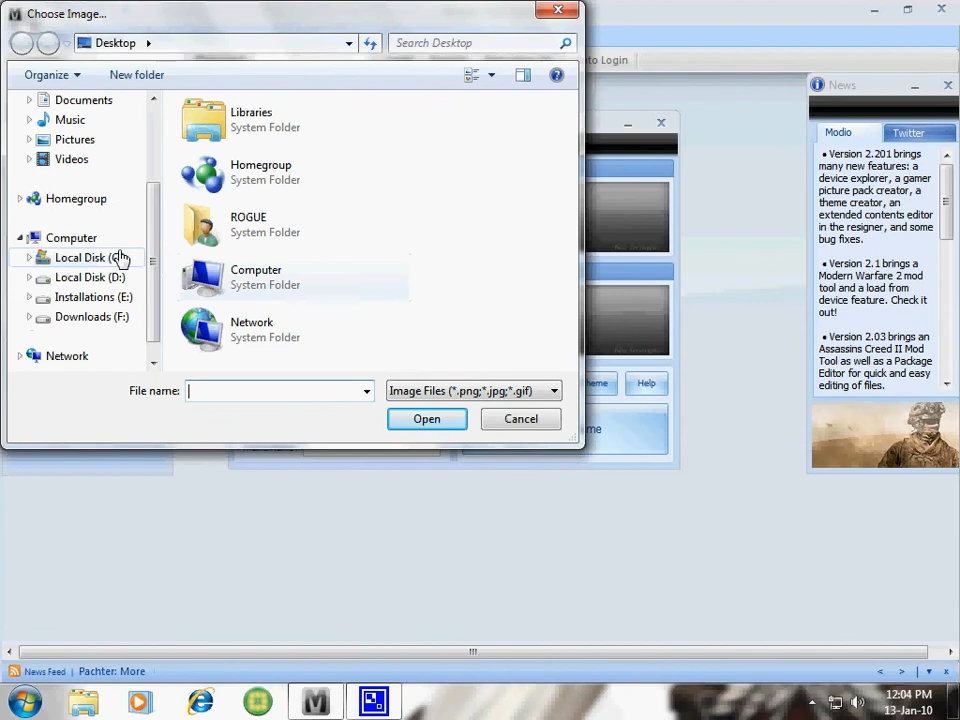 Choose Image...
Desktop
Search Desktop
Organize
New folder
Documents
Music
Pictures
Videos
Homegroup
Computer
Local Disk (
Local Disk (D:)
Installations (E:)
Downloads (F:)
Network
Libraries
System Folder
Homegroup
System Folder
ROGUE
System Folder
Computer
System Folder
Network
System Folder
File name:
Image Files (*.png;*.jpg;*.gif)
Open
Cancel
to Login
Help
News
Modio
Twitter
• Version 2.201 brings
many new features: a
device explorer, a gamer
picture pack creator, a
theme creator, an
extended contents editor
in the resigner, and some
bug fixes.
• Version 2.1 brings a
Modern Warfare 2 mod
tool and a load from
device feature. Check it
out!
• Version 2.03 brings an
Assassins Creed II Mod
Tool as well as a Package
Editor for quick and easy
editing of files.
News Feed
Pachter: More
12:04 PM
13-Jan-10